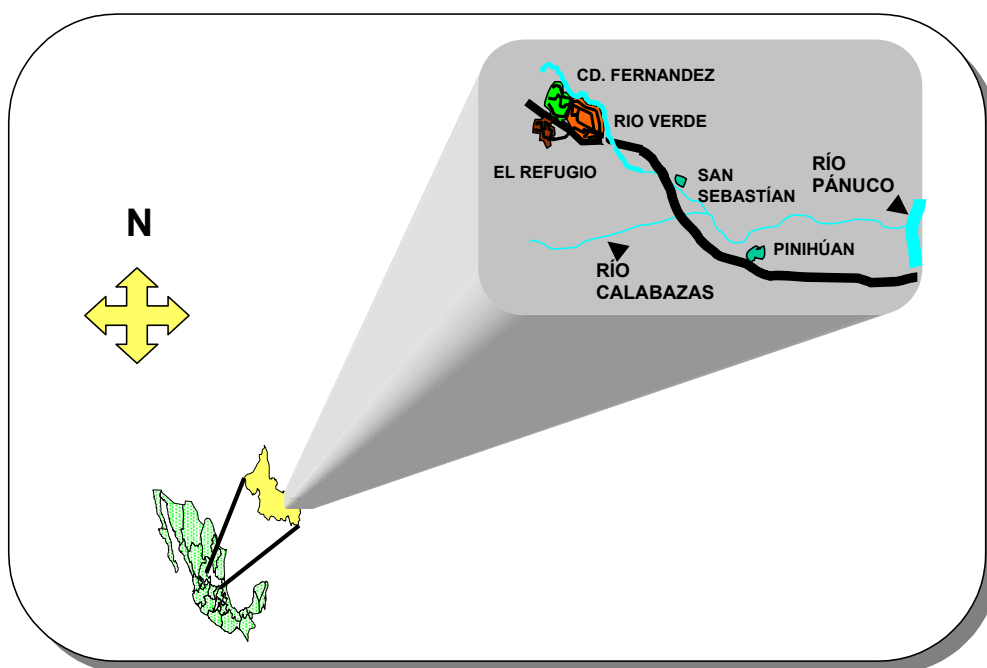 CD. FERNANDEZ
RIO VERDE
EL REFUGIO
SAN
SEBASTÍAN
RÍO
PÁNUCO
PINIHÚAN
RÍO
CALABAZAS
N